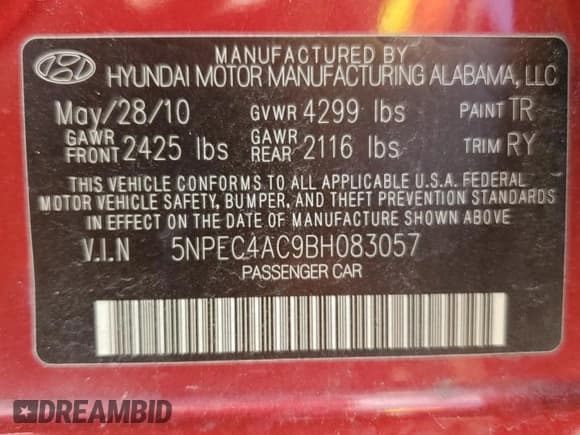 MANUFACTURED BY
HYUNDAI MOTOR MANUFACTURING ALABAMA, LLC
May/28/10 GVWR 4299 lbs PAINT TR
GAWR FRONT 2425 lbs GAWR REAR 2116 lbs TRIM RY
THIS VEHICLE CONFORMS TO ALL APPLICABLE U.S.A. FEDERAL
MOTOR VEHICLE SAFETY, BUMPER, AND THEFT PREVENTION STANDARDS
IN EFFECT ON THE DATE OF MANUFACTURE SHOWN ABOVE
V.I.N 5NPEC4AC9BH083057
PASSENGER CAR
DREAMBID